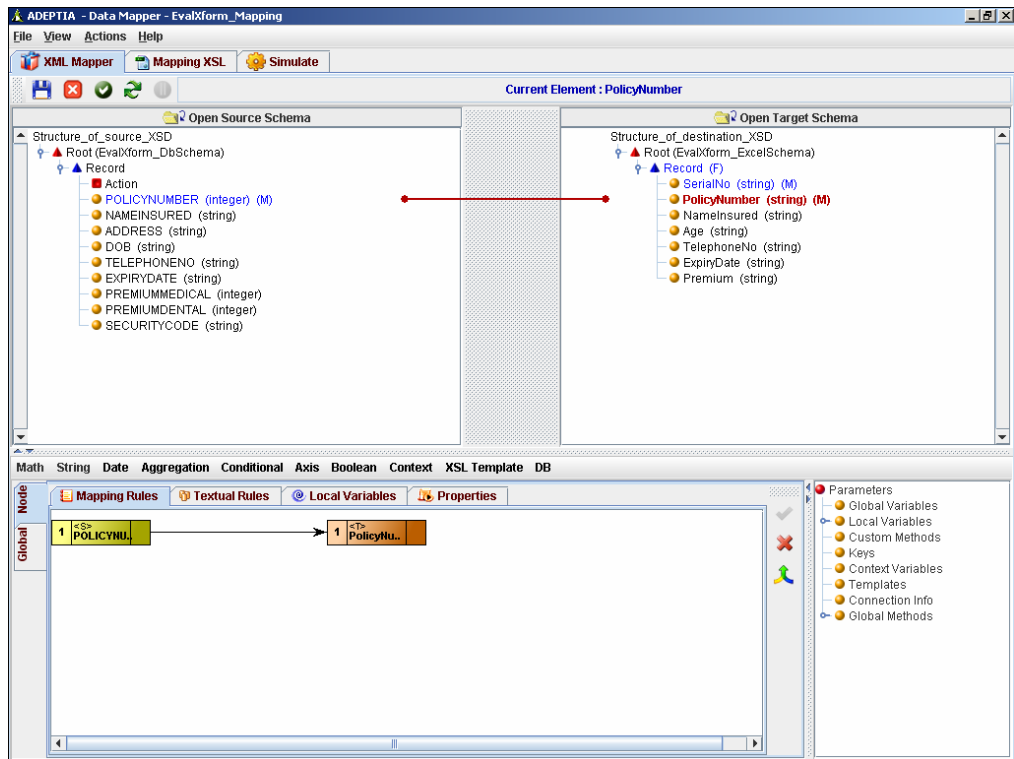 ADEPTIA - Data Mapper - EvalXform_Mapping
File View Actions Help
XML Mapper Mapping XSL Simulate
Current Element : PolicyNumber
Open Source Schema
Structure_of_source_XSD
Root (EvalXform_DbSchema)
Record
Action
POLICYNUMBER (integer) (M)
NAMEINSURED (string)
ADDRESS (string)
DOB (string)
TELEPHONENO (string)
EXPIRYDATE (string)
PREMIUMMEDICAL (integer)
PREMIUMDENTAL (integer)
SECURITYCODE (string)
Open Target Schema
Structure_of_destination_XSD
Root (EvalXform_ExcelSchema)
Record (F)
SerialNo (string) (M)
PolicyNumber (string) (M)
NameInsured (string)
Age (string)
TelephoneNo (string)
ExpiryDate (string)
Premium (string)
Math String Date Aggregation Conditional Axis Boolean Context XSL Template DB
Node
Global
Mapping Rules Textual Rules Local Variables Properties
1 <S> POLICYNU..
1 <T> PolicyNu..
Parameters
Global Variables
Local Variables
Custom Methods
Keys
Context Variables
Templates
Connection Info
Global Methods